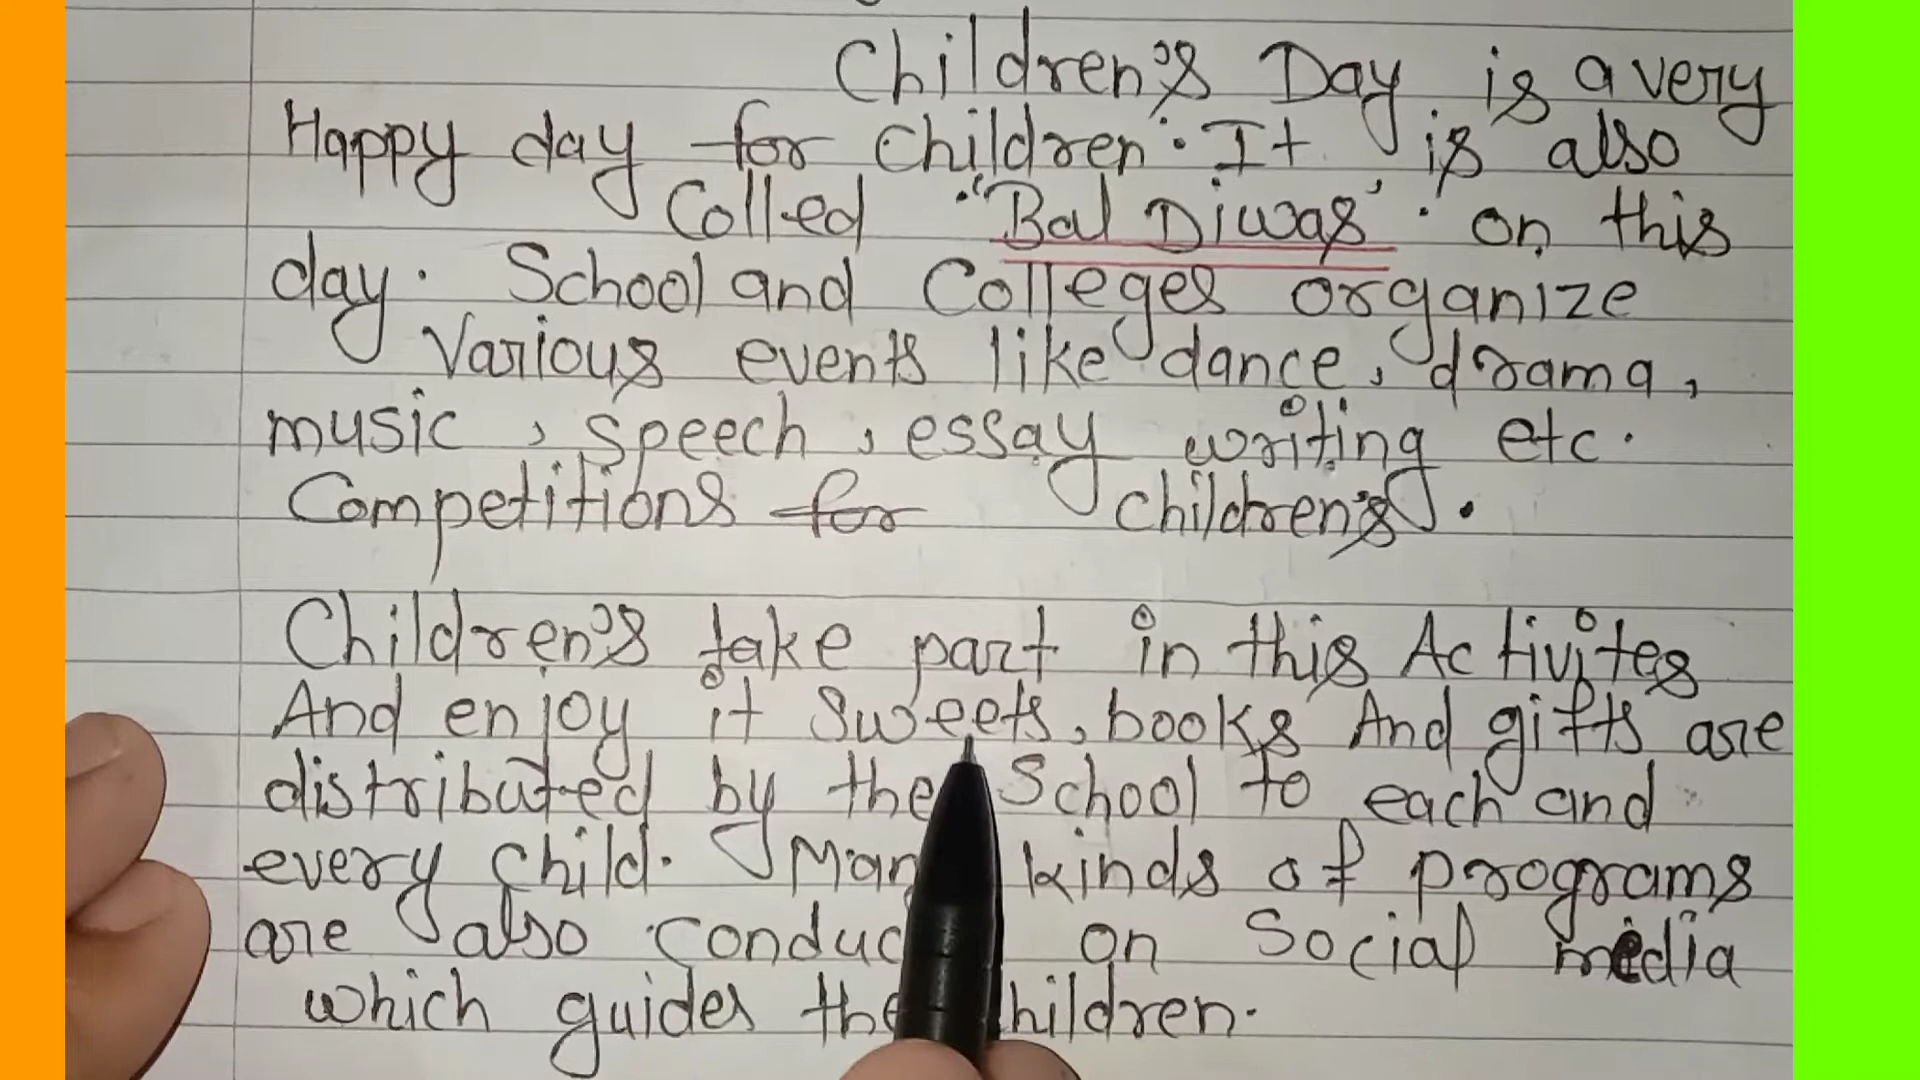 Children's Day is a very
Happy day for children. It is also
Colled "Bal Diwas". on this
day. School and Colleges organize
Various events like dance, drama,
music, speech, essay writing etc.
Competitions for children's.
Children's take part in this Activites
And enjoy it Sweets, books And gifts are
distributed by the School to each and
every child. kinds of programs
are also on Social media
which guides